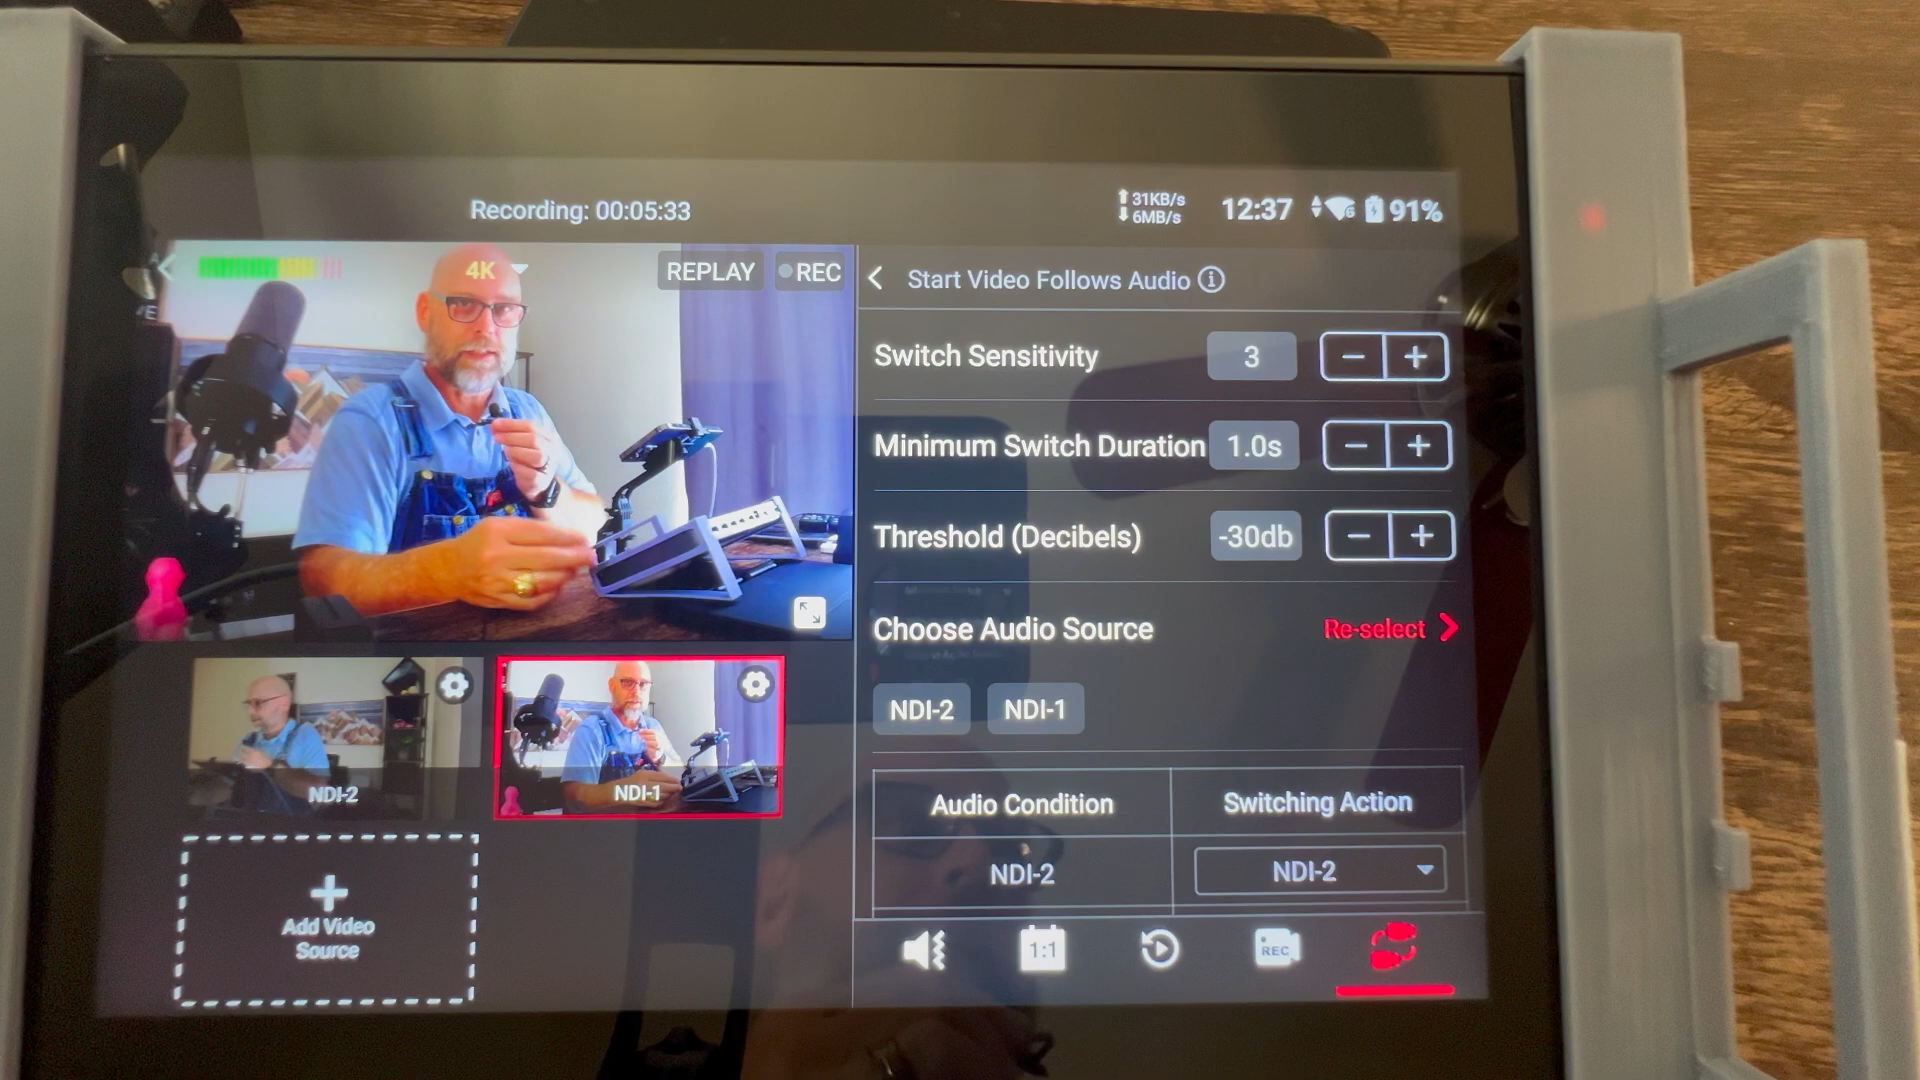 Recording: 00:05:33
31KB/s
6MB/s
12:37
91%
4K
REPLAY
REC
Start Video Follows Audio
Switch Sensitivity
3
− +
Minimum Switch Duration
1.0s
− +
Threshold (Decibels)
-30db
− +
Choose Audio Source
Re-select
NDI-2
NDI-1
Audio Condition
Switching Action
NDI-2
NDI-2
NDI-2
NDI-1
+
Add Video
Source
1:1
REC